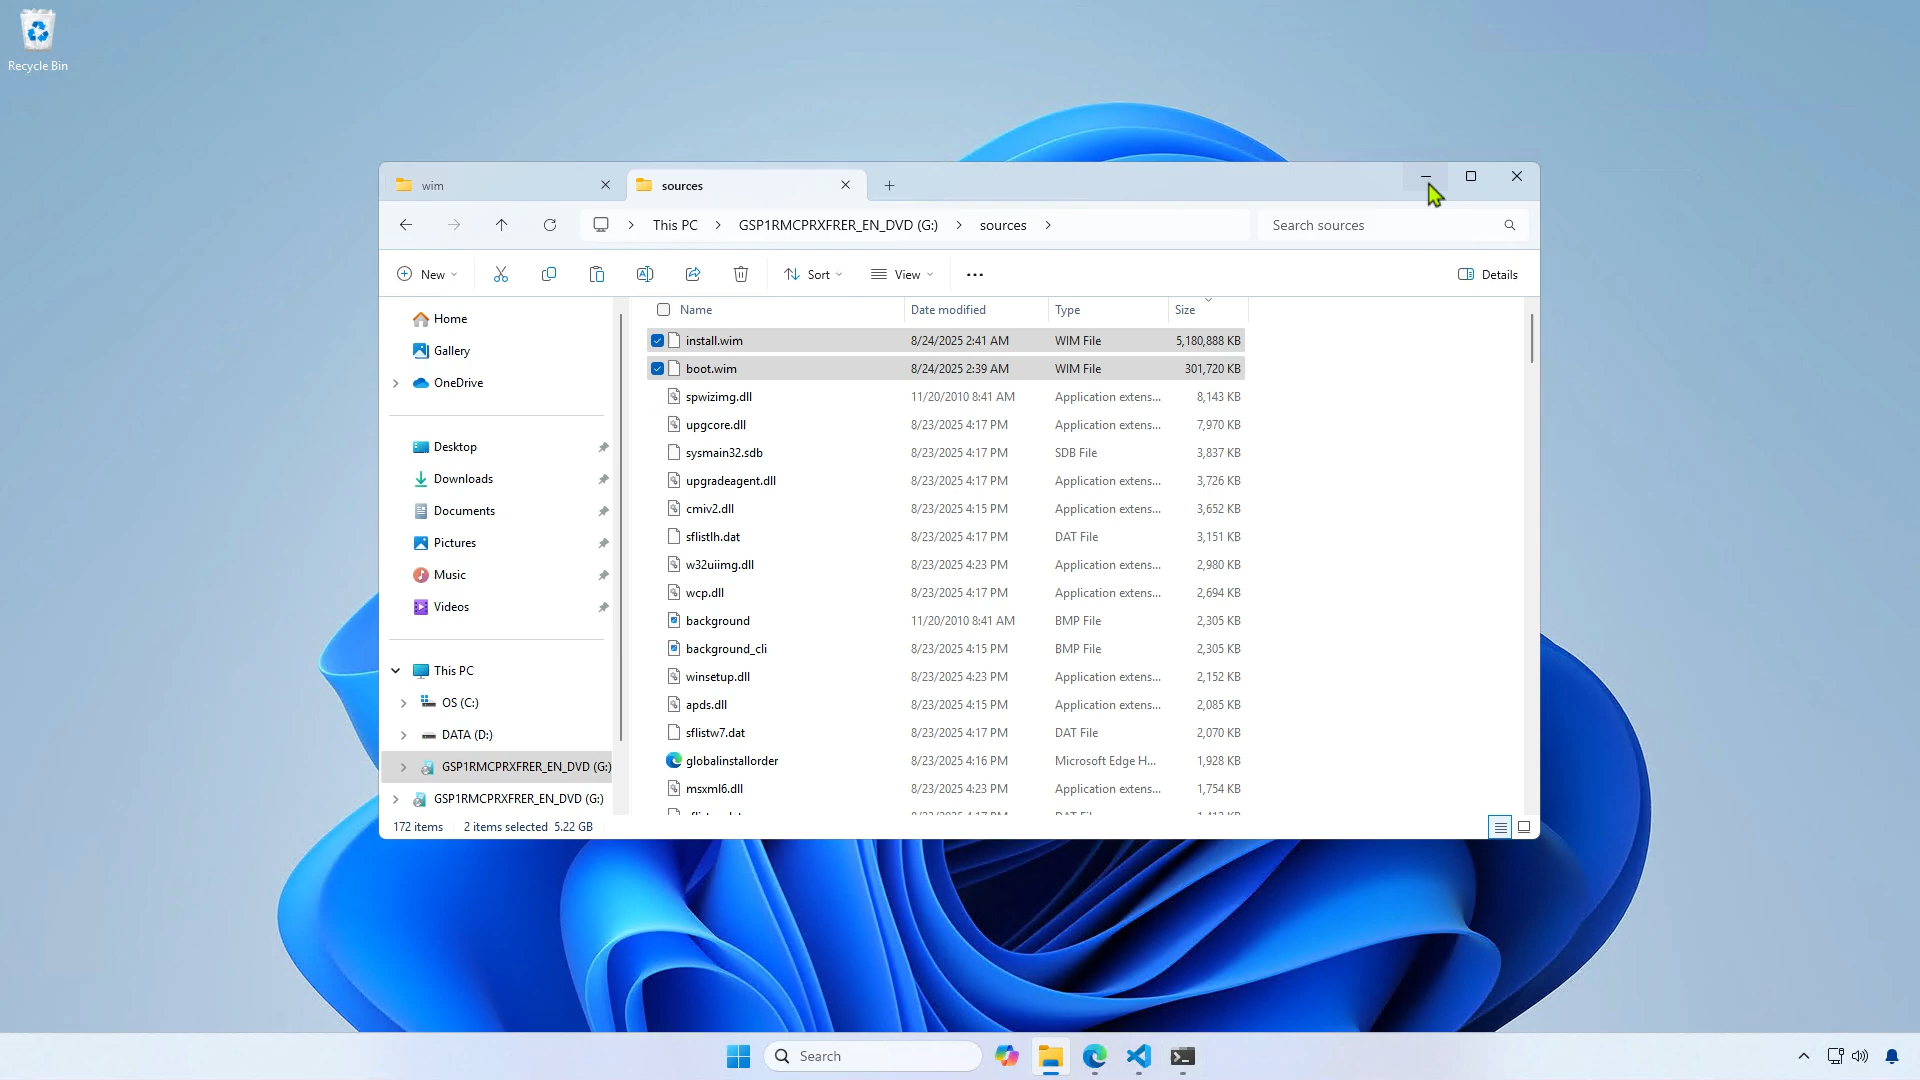 Recycle Bin
wim
sources
This PC
GSP1RMCPRXFRER_EN_DVD (G:)
sources
Search sources
New
Sort
View
Details
Home
Gallery
OneDrive
Desktop
Downloads
Documents
Pictures
Music
Videos
This PC
OS (C:)
DATA (D:)
GSP1RMCPRXFRER_EN_DVD (G:)
GSP1RMCPRXFRER_EN_DVD (G:)
Name Date modified Type Size
install.wim 8/24/2025 2:41 AM WIM File 5,180,888 KB
boot.wim 8/24/2025 2:39 AM WIM File 301,720 KB
spwizimg.dll 11/20/2010 8:41 AM Application extens... 8,143 KB
upgcore.dll 8/23/2025 4:17 PM Application extens... 7,970 KB
sysmain32.sdb 8/23/2025 4:17 PM SDB File 3,837 KB
upgradeagent.dll 8/23/2025 4:17 PM Application extens... 3,726 KB
cmiv2.dll 8/23/2025 4:15 PM Application extens... 3,652 KB
sflistlh.dat 8/23/2025 4:17 PM DAT File 3,151 KB
w32uiimg.dll 8/23/2025 4:23 PM Application extens... 2,980 KB
wcp.dll 8/23/2025 4:17 PM Application extens... 2,694 KB
background 11/20/2010 8:41 AM BMP File 2,305 KB
background_cli 8/23/2025 4:15 PM BMP File 2,305 KB
winsetup.dll 8/23/2025 4:23 PM Application extens... 2,152 KB
apds.dll 8/23/2025 4:15 PM Application extens... 2,085 KB
sflistw7.dat 8/23/2025 4:17 PM DAT File 2,070 KB
globalinstallorder 8/23/2025 4:16 PM Microsoft Edge H... 1,928 KB
msxml6.dll 8/23/2025 4:23 PM Application extens... 1,754 KB
172 items 2 items selected 5.22 GB
Search